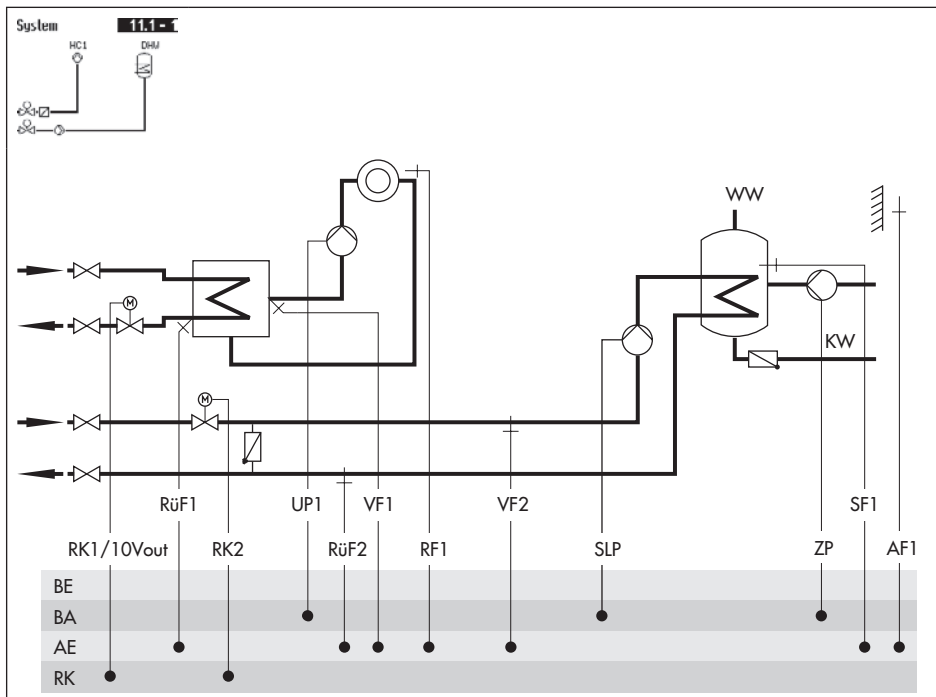 System 11.1 - 1
HC1 DHW
WW
M
KW
M
RüF1 UP1 VF1 VF2 SF1
RK1/10Vout RK2 RüF2 RF1 SLP ZP AF1
BE
BA
AE
RK